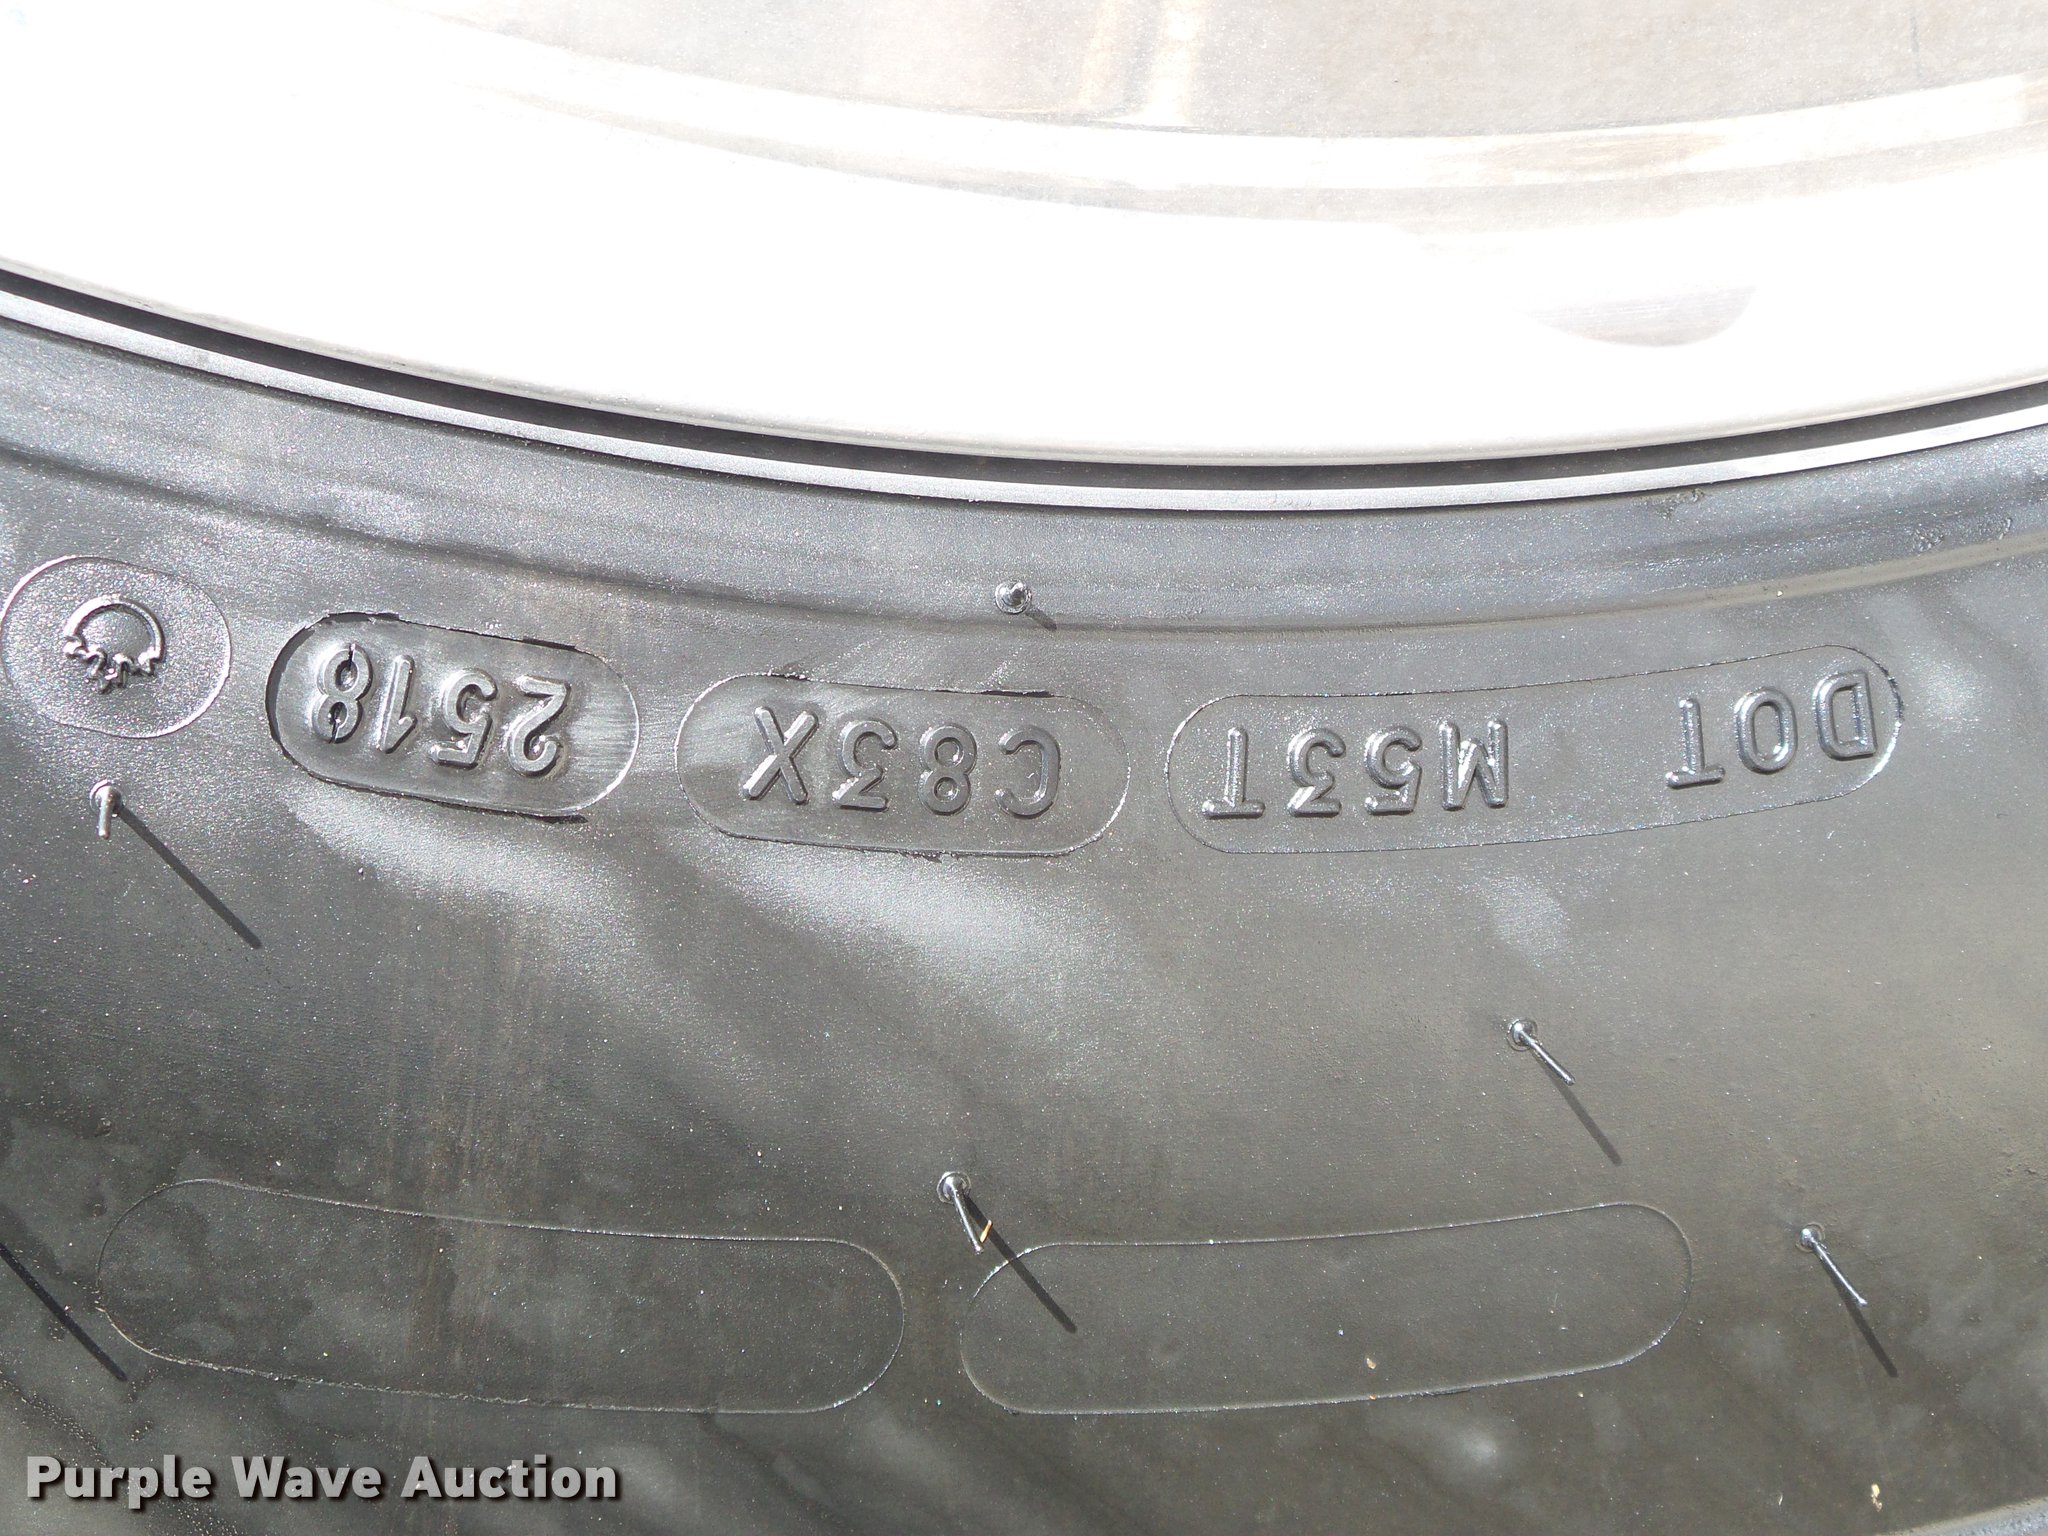 DOT M53T C83X 2518
Purple Wave Auction